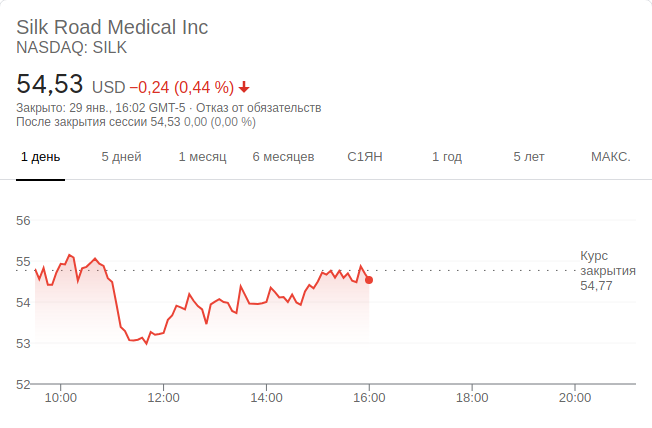 Silk Road Medical Inc
NASDAQ: SILK
54,53 USD −0,24 (0,44 %)
Закрыто: 29 янв., 16:02 GMT-5 · Отказ от обязательств
После закрытия сессии 54,53 0,00 (0,00 %)
1 день 5 дней 1 месяц 6 месяцев С1ЯН 1 год 5 лет МАКС.
56
55
54
53
52
Курс
закрытия
54,77
10:00 12:00 14:00 16:00 18:00 20:00